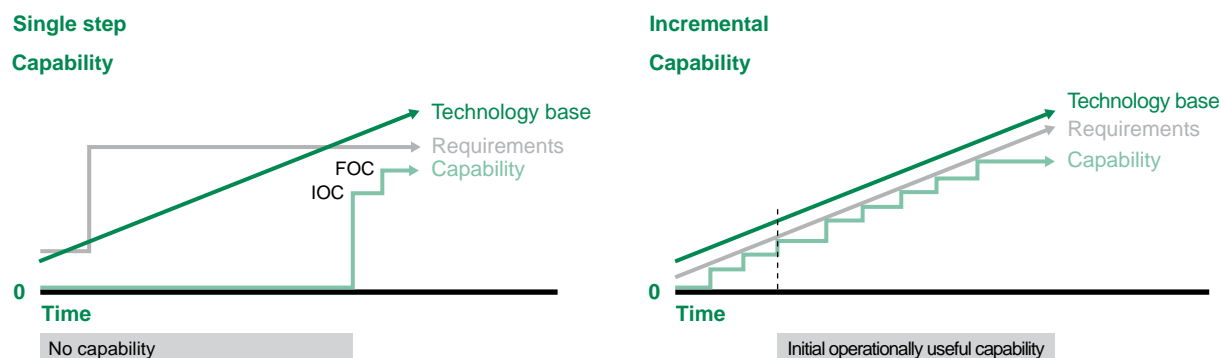 Single step
Capability
Technology base
Requirements
FOC
Capability
IOC
0
Time
No capability
Incremental
Capability
Technology base
Requirements
Capability
0
Time
Initial operationally useful capability